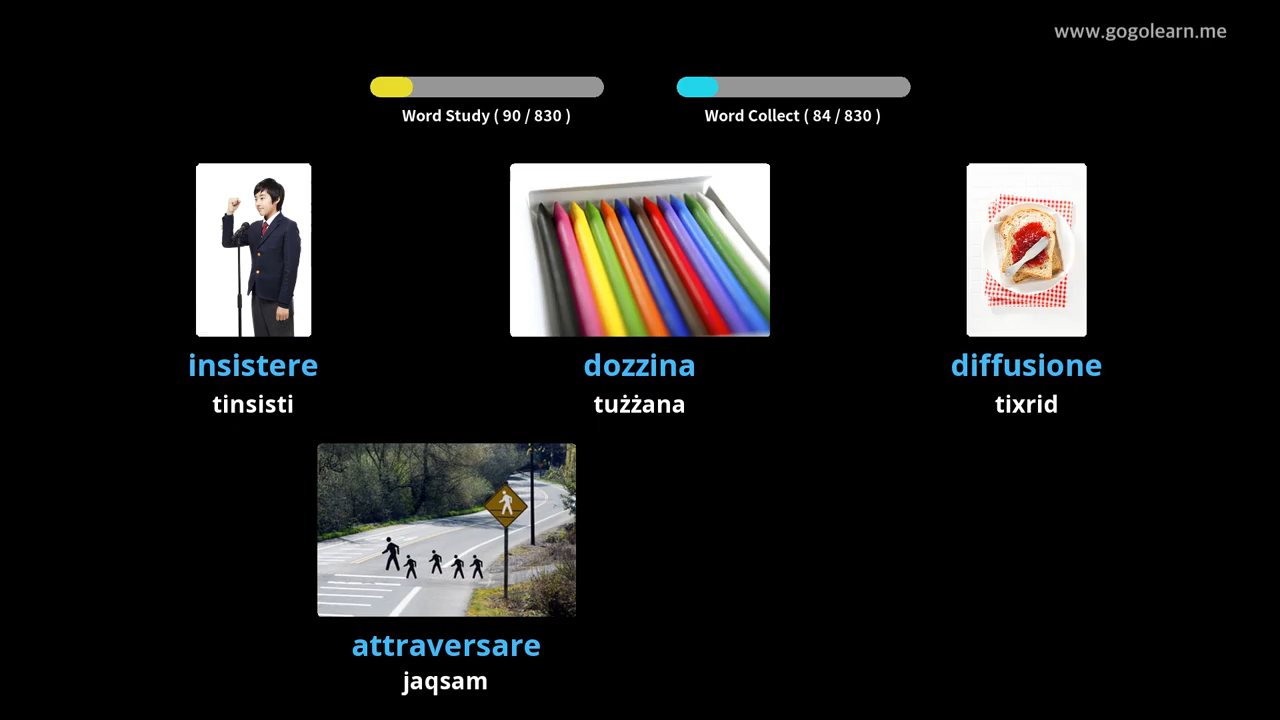 www.gogolearn.me
Word Study ( 90 / 830 )
Word Collect ( 84 / 830 )
insistere
tinsisti
dozzina
tużżana
diffusione
tixrid
attraversare
jaqsam